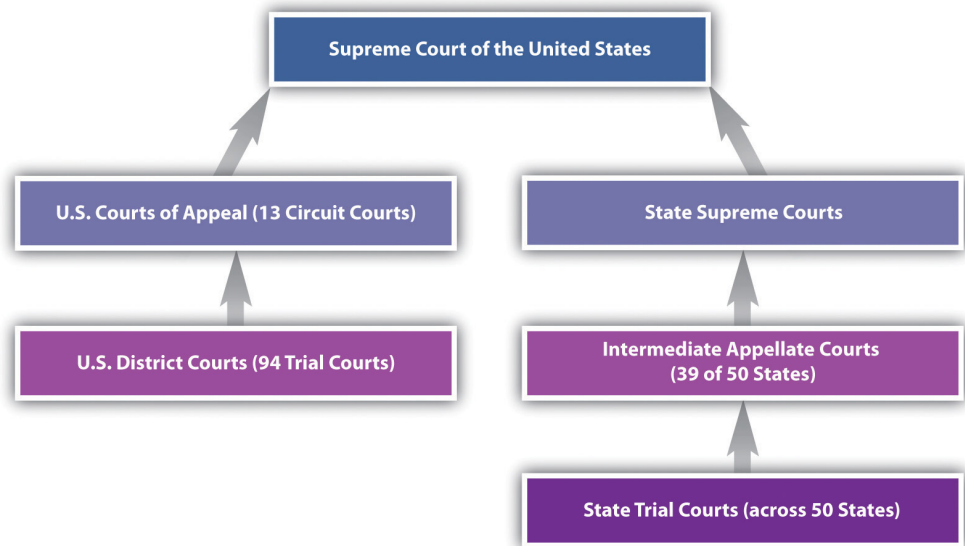 Supreme Court of the United States
U.S. Courts of Appeal (13 Circuit Courts)
State Supreme Courts
U.S. District Courts (94 Trial Courts)
Intermediate Appellate Courts
(39 of 50 States)
State Trial Courts (across 50 States)